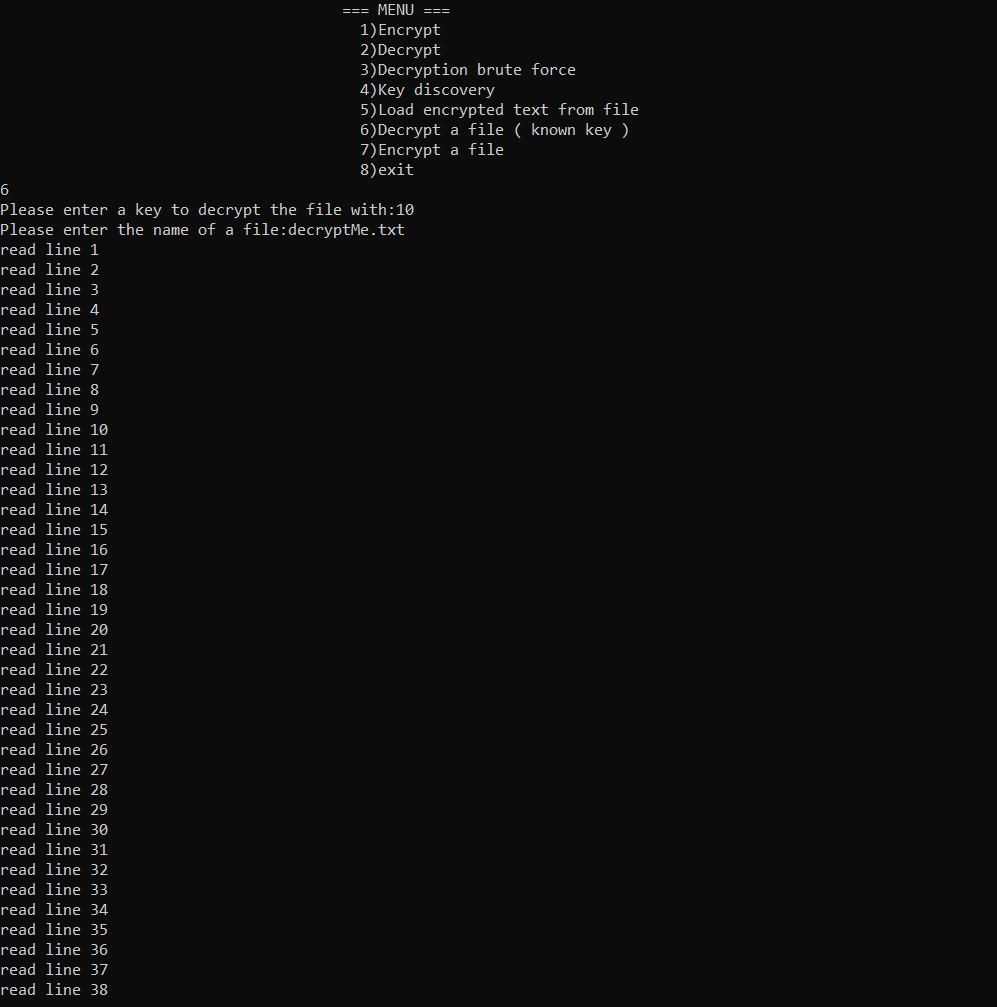 === MENU ===
1)Encrypt
2)Decrypt
3)Decryption brute force
4)Key discovery
5)Load encrypted text from file
6)Decrypt a file ( known key )
7)Encrypt a file
8)exit
6
Please enter a key to decrypt the file with:10
Please enter the name of a file:decryptMe.txt
read line 1
read line 2
read line 3
read line 4
read line 5
read line 6
read line 7
read line 8
read line 9
read line 10
read line 11
read line 12
read line 13
read line 14
read line 15
read line 16
read line 17
read line 18
read line 19
read line 20
read line 21
read line 22
read line 23
read line 24
read line 25
read line 26
read line 27
read line 28
read line 29
read line 30
read line 31
read line 32
read line 33
read line 34
read line 35
read line 36
read line 37
read line 38